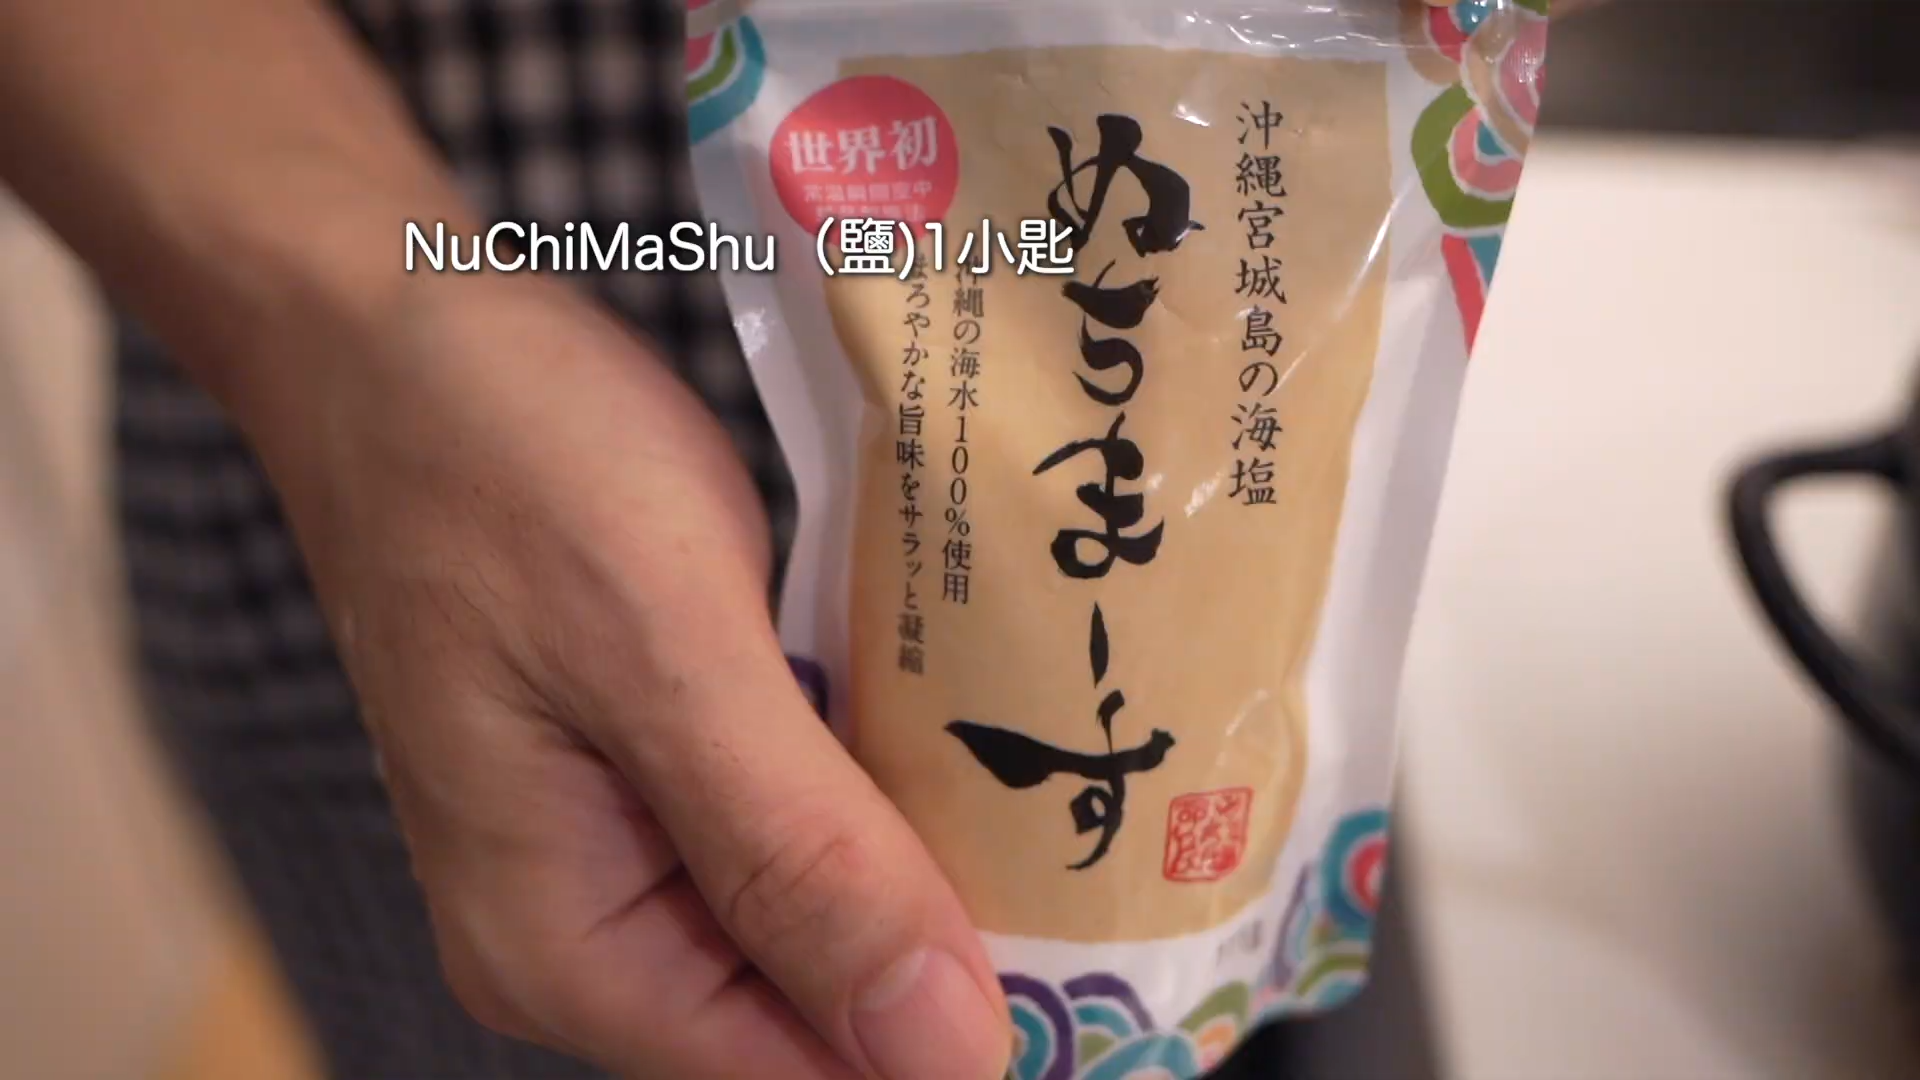 NuChiMaShu（鹽)1小匙
沖縄宮城島の海塩
ぬちまーす
世界初
沖縄の海水100%使用
まろやかな旨味をサラッと凝縮